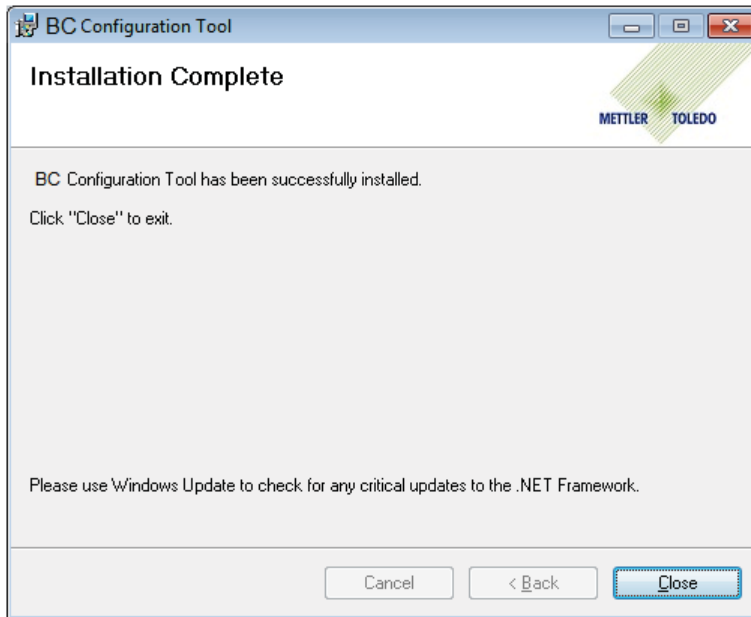 BC Configuration Tool
Installation Complete
METTLER TOLEDO
BC Configuration Tool has been successfully installed.
Click "Close" to exit.
Please use Windows Update to check for any critical updates to the .NET Framework.
Cancel
< Back
Close